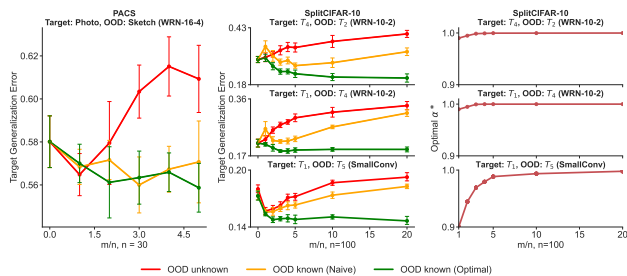 PACS
Target: Photo, OOD: Sketch (WRN-16-4)
Target Generalization Error
0.62
0.60
0.58
0.56
0.0
1.5
3.0
4.5
m/n, n = 30
SplitCIFAR-10
Target: T₄, OOD: T₂ (WRN-10-2)
0.43
0.18
Target: T₁, OOD: T₄ (WRN-10-2)
Target Generalization Error
0.36
0.17
Target: T₁, OOD: T₅ (SmallConv)
0.20
0.14
0
5
10
15
20
m/n, n=100
SplitCIFAR-10
Target: T₄, OOD: T₂ (WRN-10-2)
1.0
0.9
Target: T₁, OOD: T₄ (WRN-10-2)
Optimal α*
1.0
0.9
Target: T₁, OOD: T₅ (SmallConv)
1.0
0.9
1
5
10
15
20
m/n, n=100
OOD unknown
OOD known (Naive)
OOD known (Optimal)